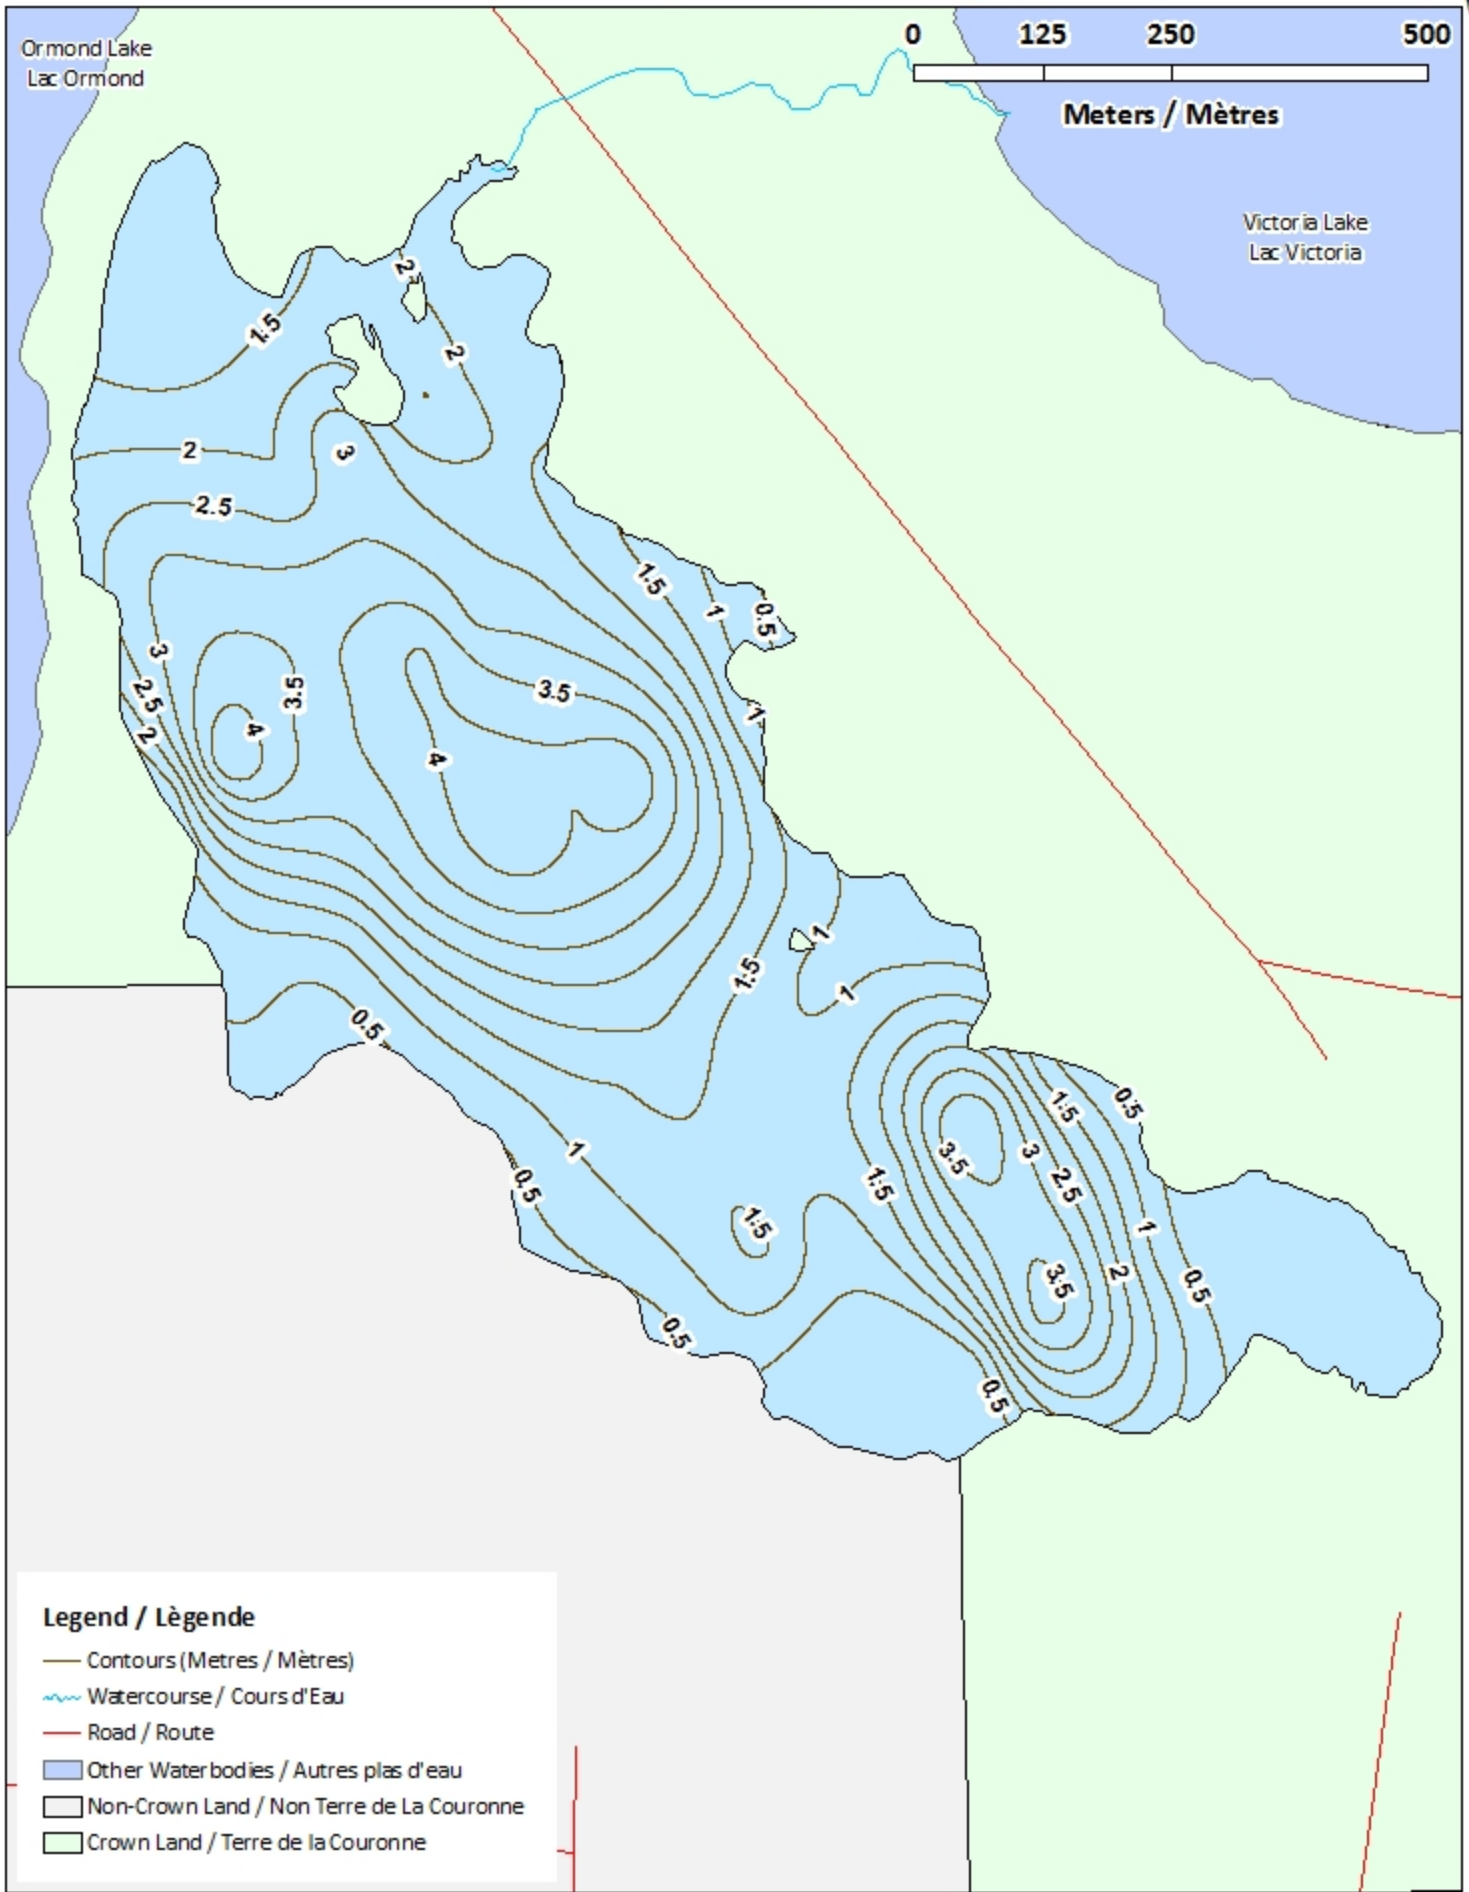 Ormond Lake
Lac Ormond
0 125 250 500
Meters / Mètres
Victoria Lake
Lac Victoria
2
1.5
2
2
3
2.5
1.5
1
0.5
3
2.5
3.5
3.5
1
2
4
4
1
1.5
1
0.5
1.5
0.5
1
3.5
3
0.5
1.5
2.5
1.5
1
2
3.5
0.5
0.5
0.5
Legend / Lègende
Contours (Metres / Mètres)
Watercourse / Cours d'Eau
Road / Route
Other Waterbodies / Autres plas d'eau
Non-Crown Land / Non Terre de La Couronne
Crown Land / Terre de la Couronne